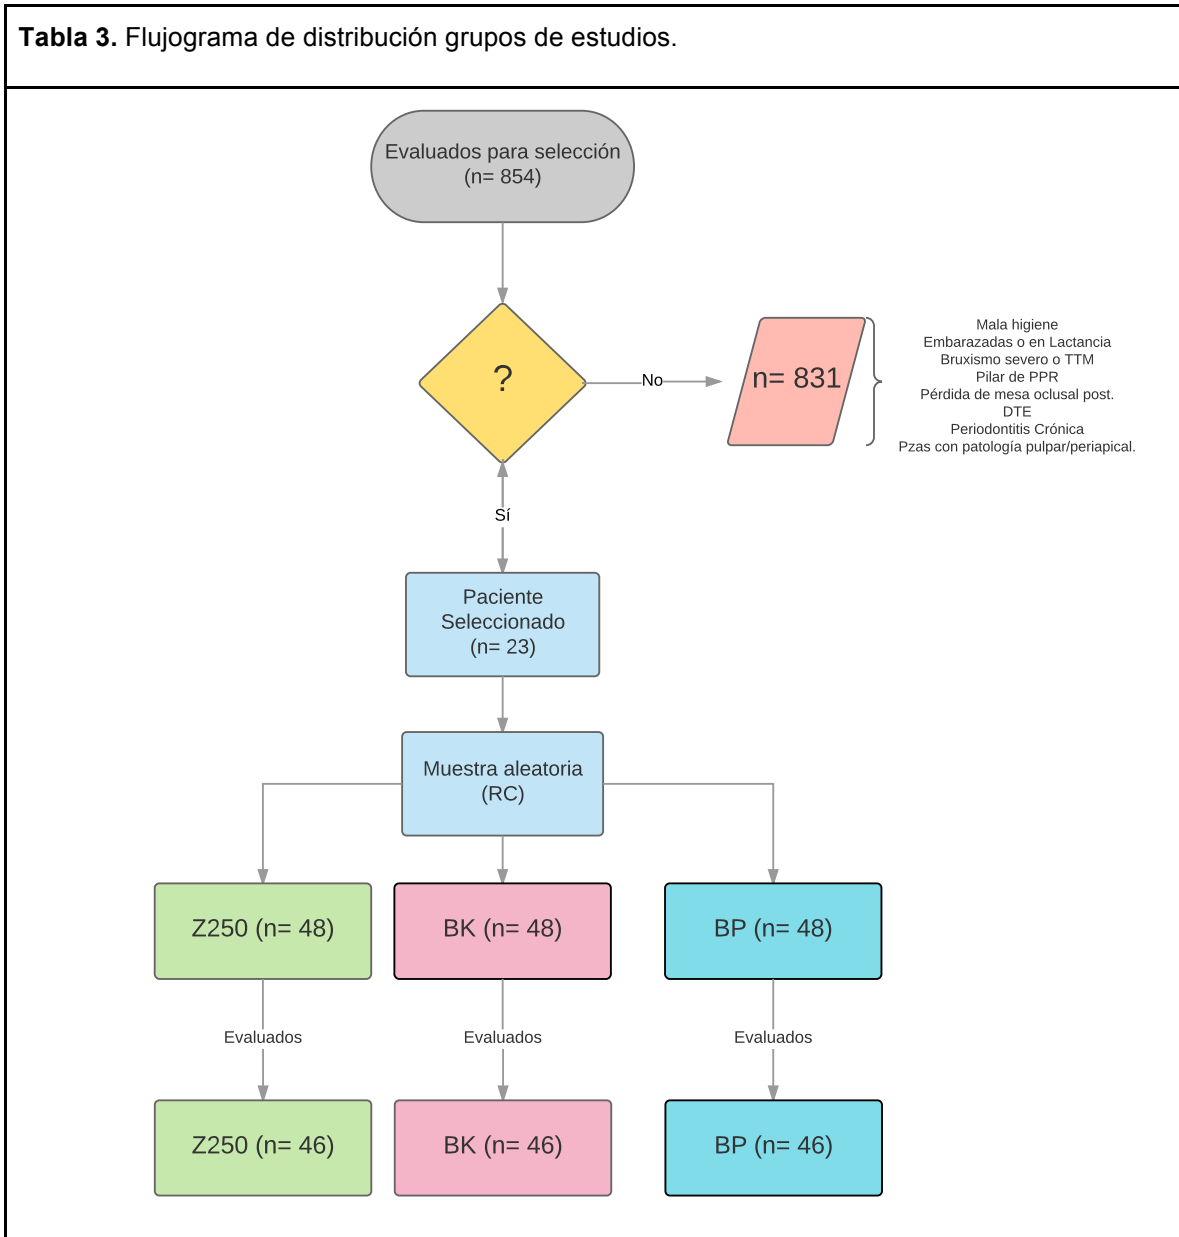 Tabla 3. Flujograma de distribución grupos de estudios.
Evaluados para selección
(n= 854)
?
No
n= 831
Mala higiene
Embarazadas o en Lactancia
Bruxismo severo o TTM
Pilar de PPR
Pérdida de mesa oclusal post.
DTE
Periodontitis Crónica
Pzas con patología pulpar/periapical.
Sí
Paciente
Seleccionado
(n= 23)
Muestra aleatoria
(RC)
Z250 (n= 48)
BK (n= 48)
BP (n= 48)
Evaluados
Evaluados
Evaluados
Z250 (n= 46)
BK (n= 46)
BP (n= 46)